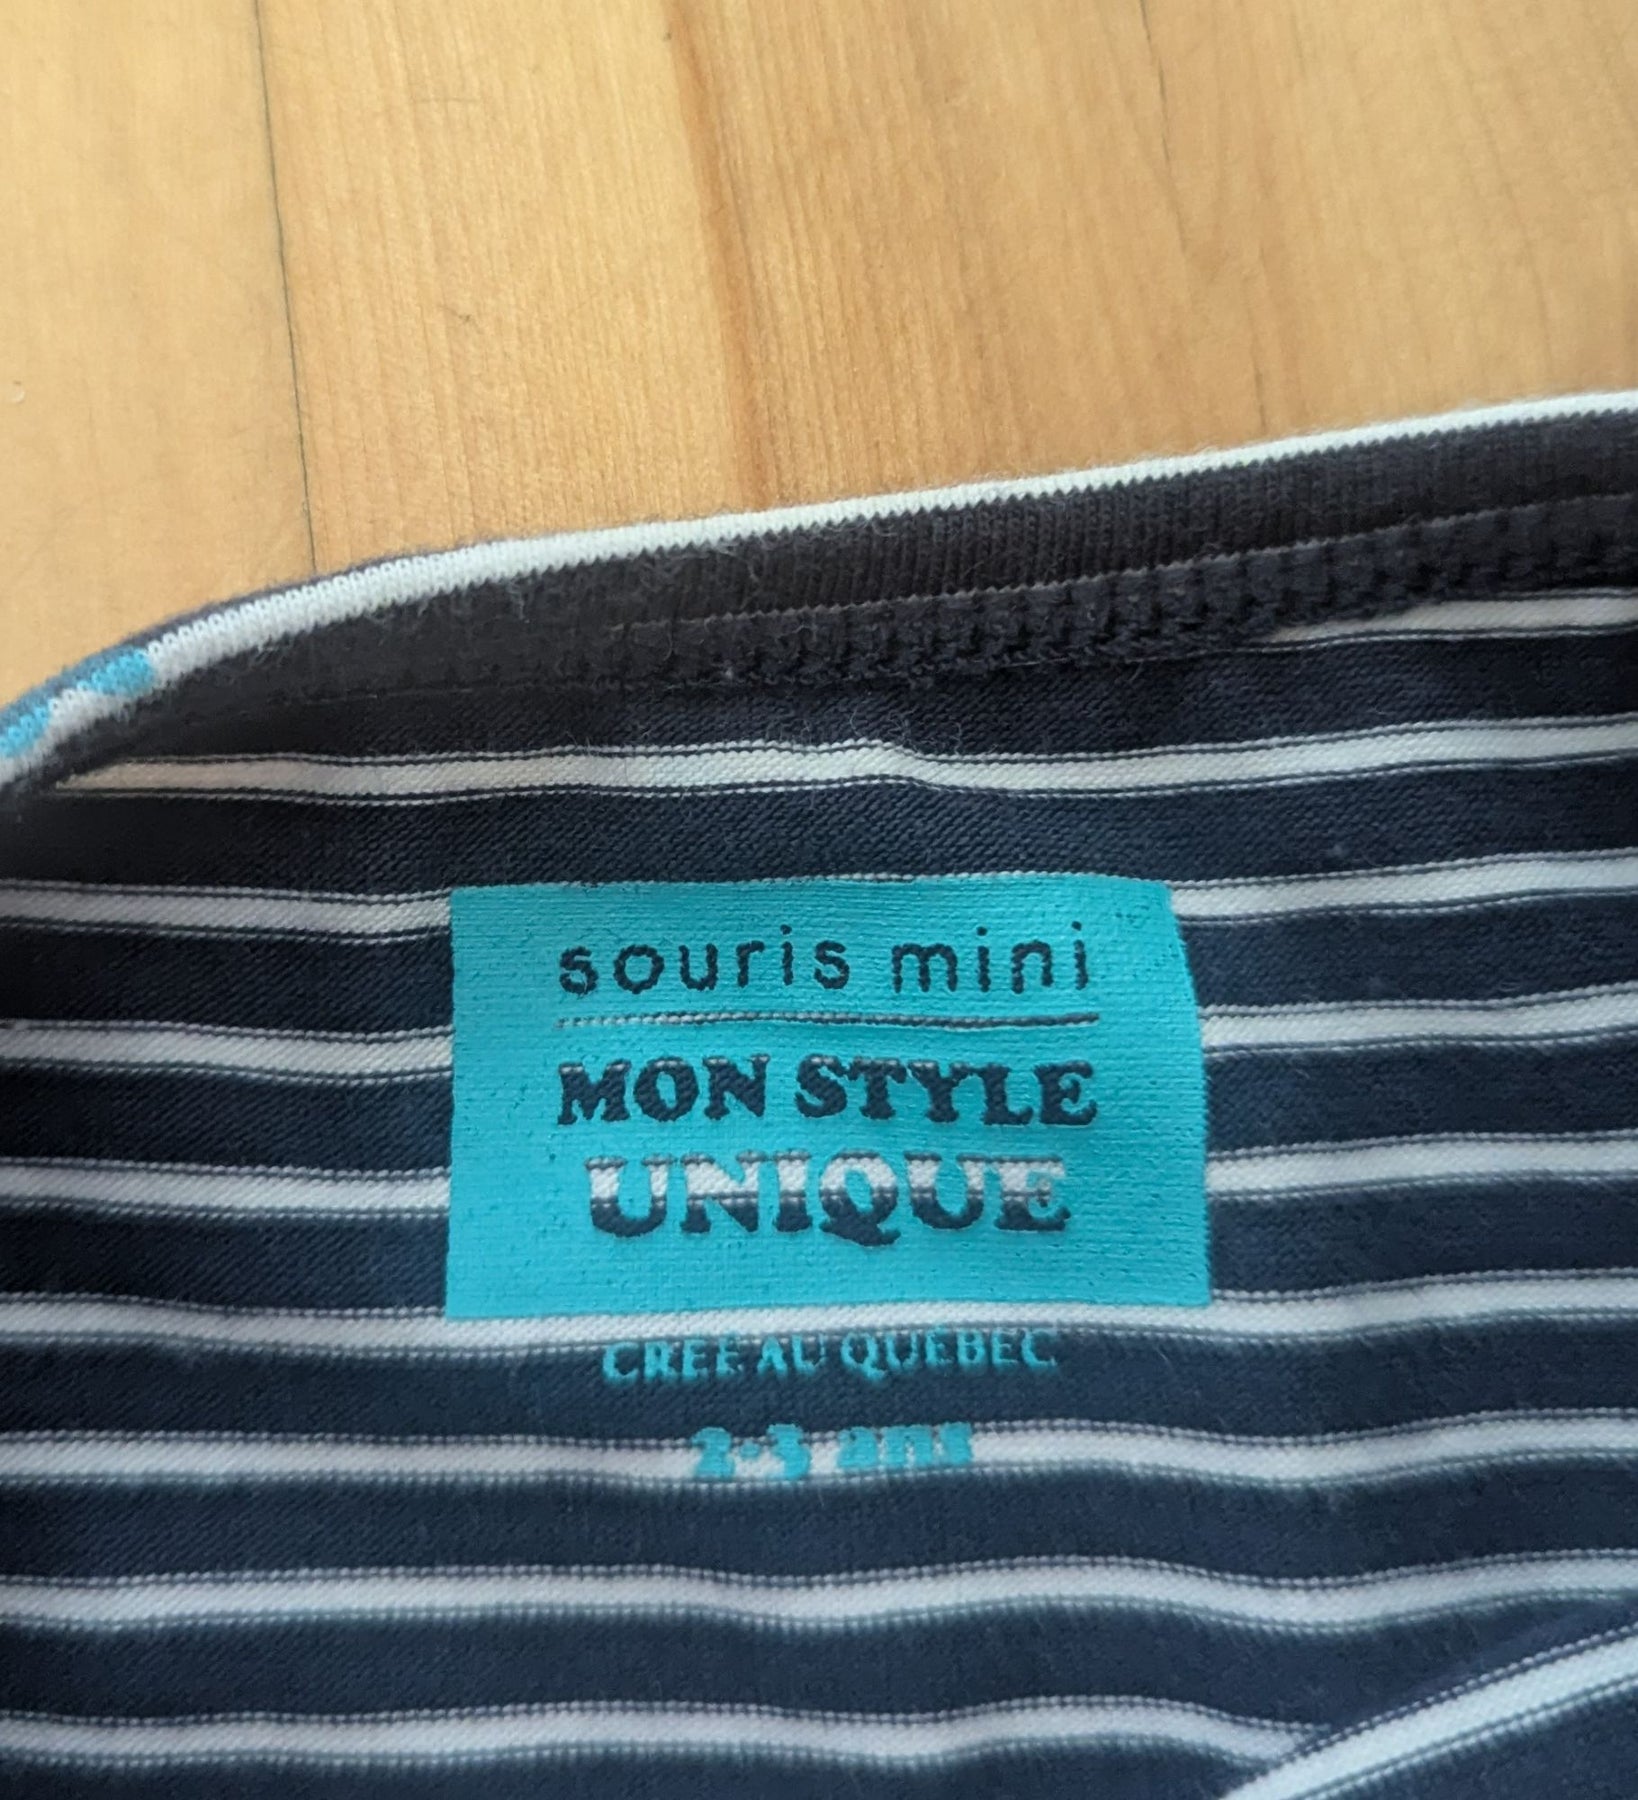 souris mini
MON STYLE
UNIQUE
CRÉÉ AU QUÉBEC
2-3 ans